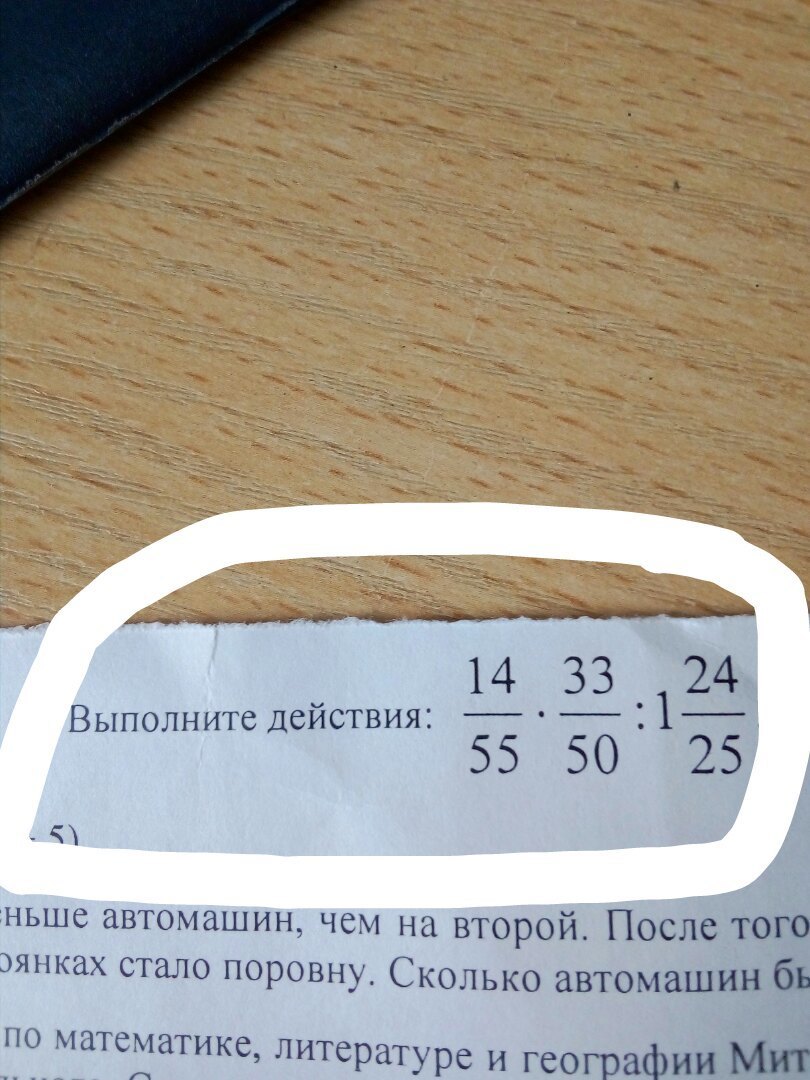 Выполните действия: 14/55 · 33/50 : 1 24/25
5)
еньше автомашин, чем на второй. После того
оянках стало поровну. Сколько автомашин бы
по математике, литературе и географии Мит